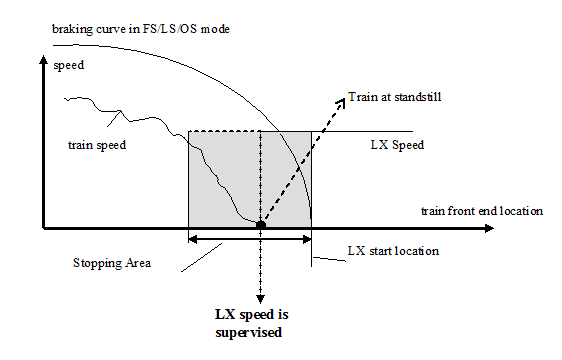 braking curve in FS/LS/OS mode
speed
Train at standstill
train speed
LX Speed
train front end location
LX start location
Stopping Area
LX speed is
supervised